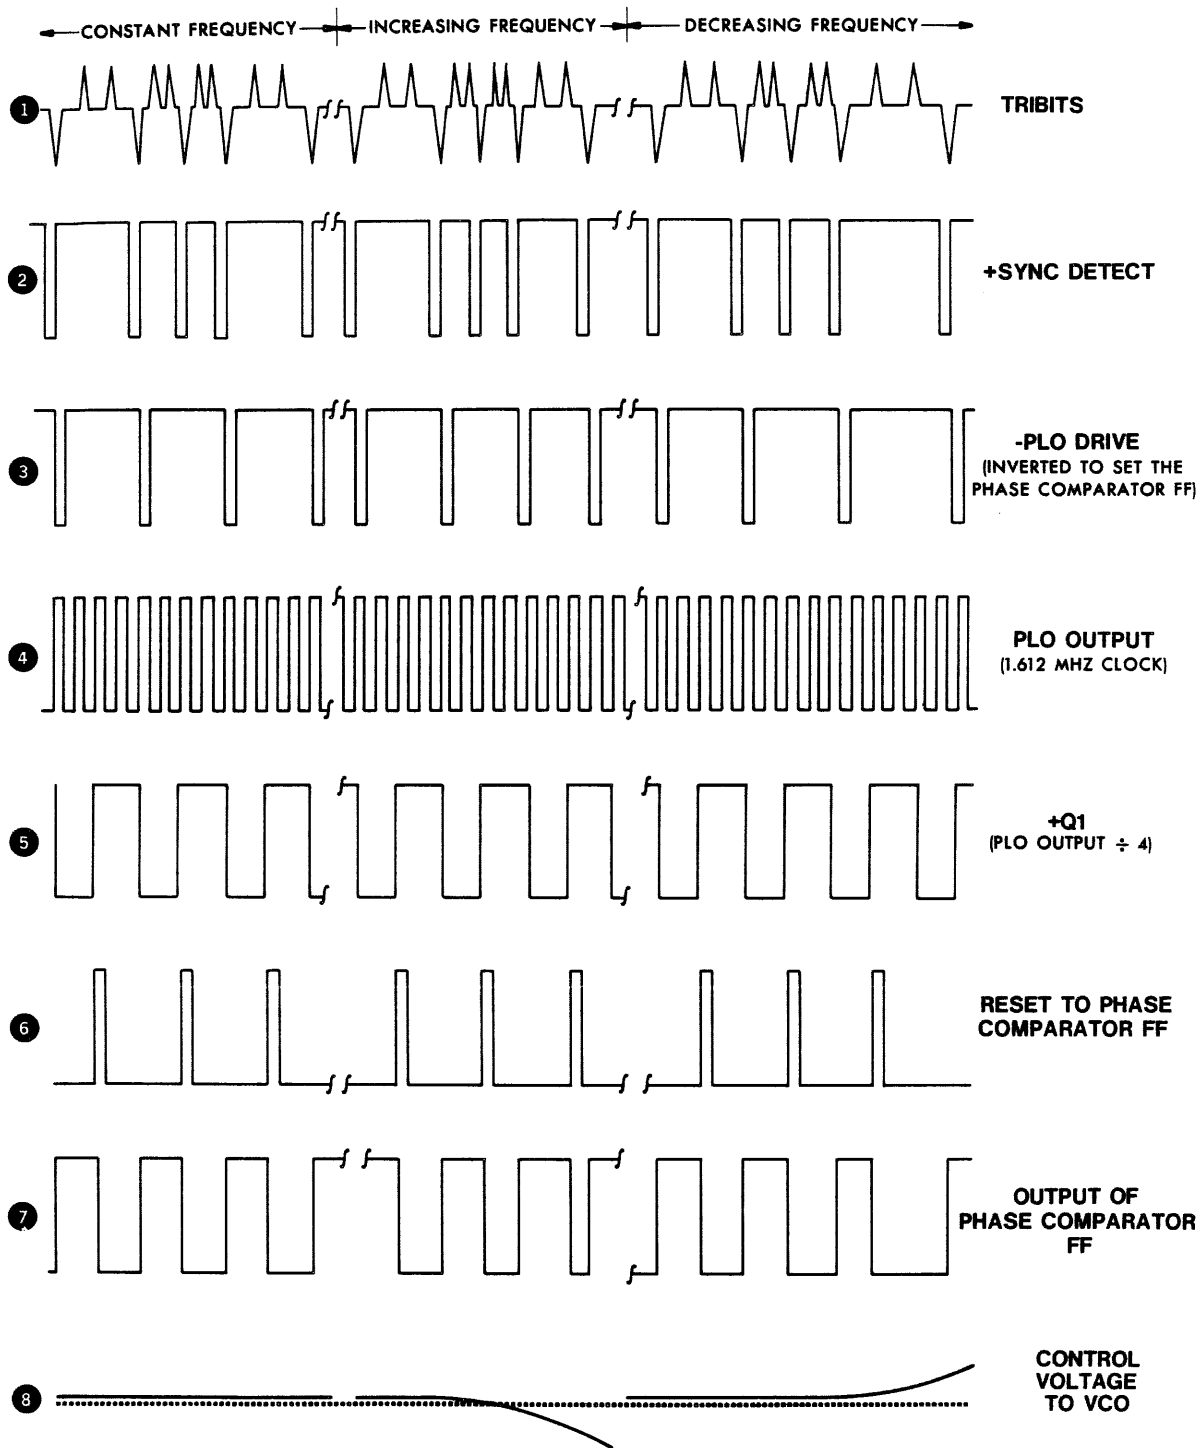 CONSTANT FREQUENCY
INCREASING FREQUENCY
DECREASING FREQUENCY
1
TRIBITS
2
+SYNC DETECT
3
-PLO DRIVE
(INVERTED TO SET THE
PHASE COMPARATOR FF)
4
PLO OUTPUT
(1.612 MHZ CLOCK)
5
+Q1
(PLO OUTPUT ÷ 4)
6
RESET TO PHASE
COMPARATOR FF
7
OUTPUT OF
PHASE COMPARATOR
FF
8
CONTROL
VOLTAGE
TO VCO